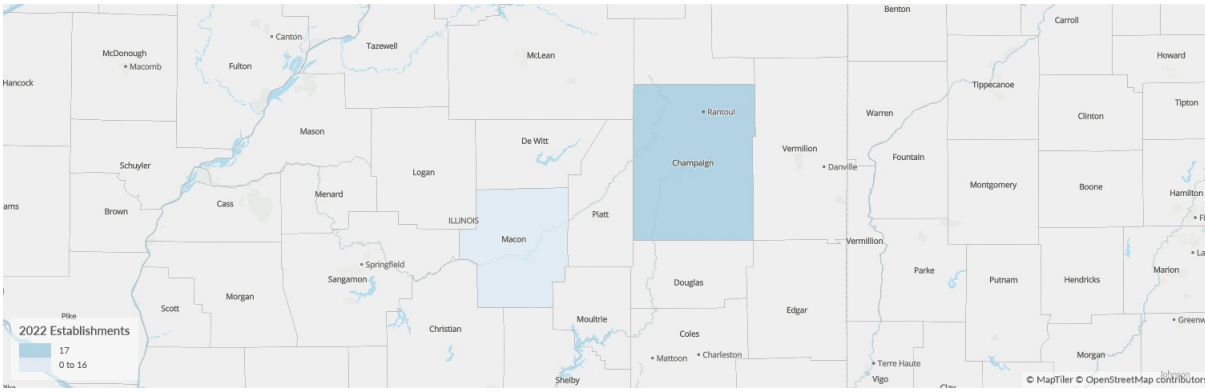 Benton
Carroll
Canton
Tazewell
McDonough
McLean
Howard
Macomb
Fulton
Hancock
Tippecanoe
Tipton
Rantoul
Warren
Clinton
Mason
De Witt
Vermilion
Champaign
Fountain
Schuyler
Danville
Logan
Montgomery
Boone
Menard
Hamilton
Cass
Brown
ILLINOIS
Piatt
Macon
Vermillion
Springfield
Parke
Marion
Sangamon
Putnam
Hendricks
Douglas
Morgan
Scott
Edgar
Moultrie
Christian
Coles
Mattoon
Charleston
Morgan
Terre Haute
Shelby
Vigo
2022 Establishments
17
0 to 16
© MapTiler © OpenStreetMap contributors